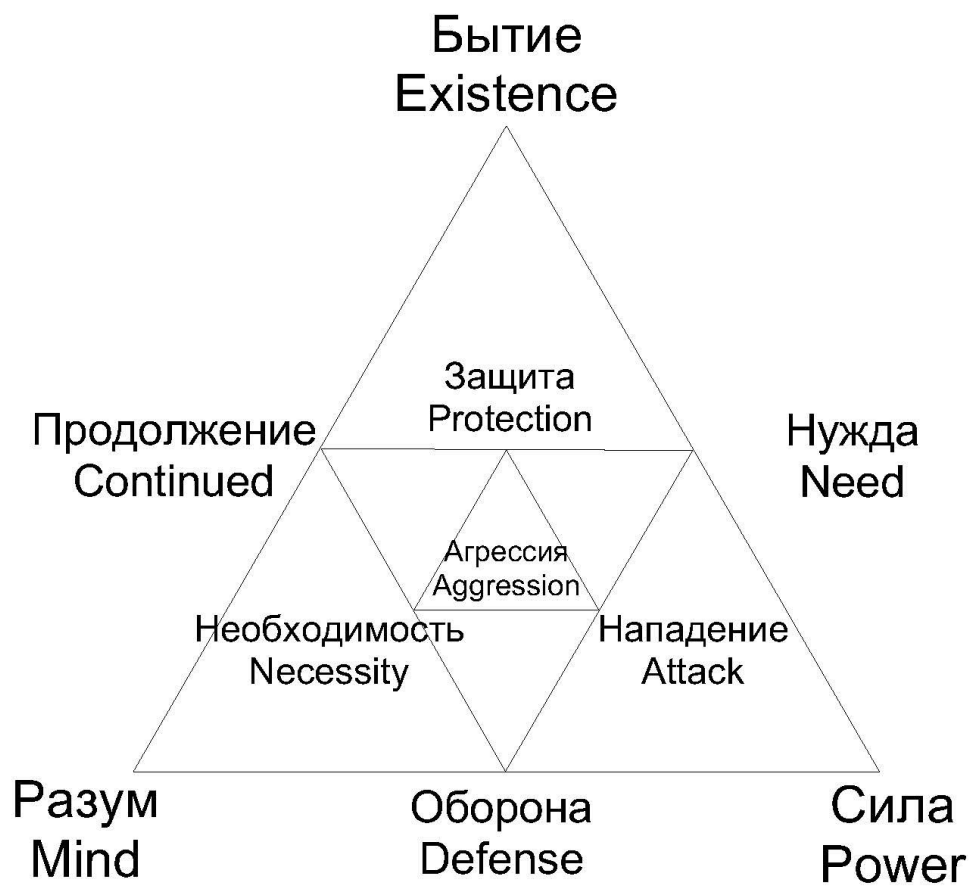 Бытие
Existence
Защита
Protection
Продолжение
Continued
Нужда
Need
Агрессия
Aggression
Необходимость
Necessity
Нападение
Attack
Разум
Mind
Оборона
Defense
Сила
Power